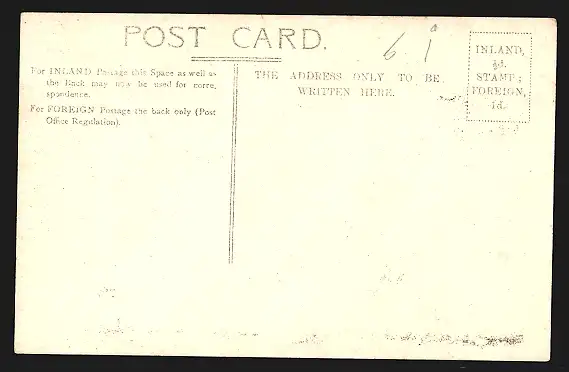 POST CARD.
6 i
For INLAND Postage this Space as well as
the Back may now be used for corre,
spondence.
For FOREIGN Postage the back only (Post
Office Regulation).
THE ADDRESS ONLY TO BE
WRITTEN HERE.
INLAND,
½d.
STAMP;
FOREIGN,
1d.